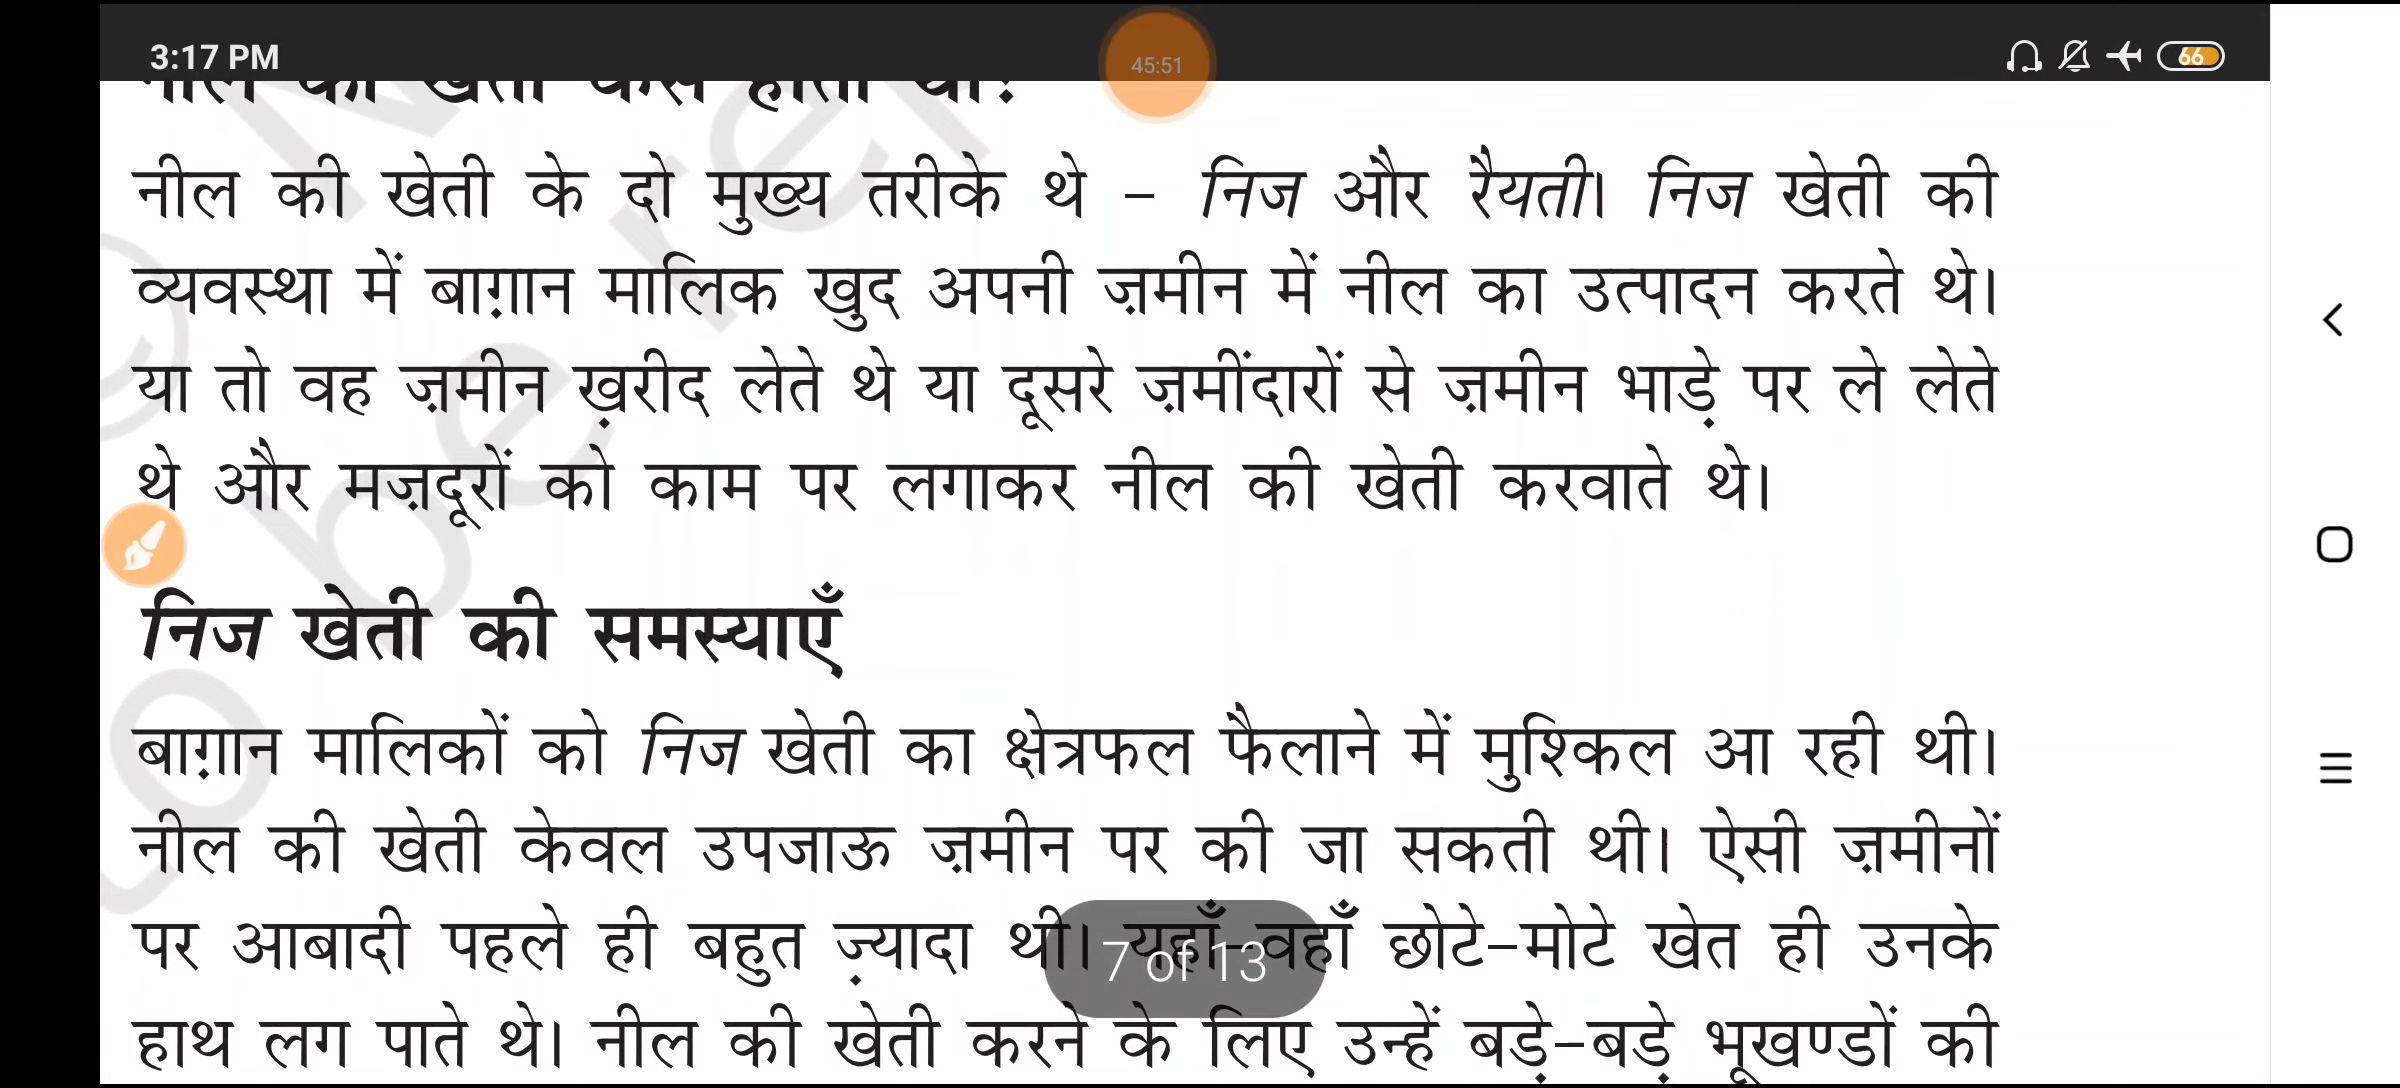 3:17 PM
45:51
66
नील की खेती कैसे होती थी?
नील की खेती के दो मुख्य तरीके थे – निज और रैयती। निज खेती की
व्यवस्था में बाग़ान मालिक खुद अपनी ज़मीन में नील का उत्पादन करते थे।
या तो वह ज़मीन ख़रीद लेते थे या दूसरे ज़मींदारों से ज़मीन भाड़े पर ले लेते
थे और मज़दूरों को काम पर लगाकर नील की खेती करवाते थे।
निज खेती की समस्याएँ
बाग़ान मालिकों को निज खेती का क्षेत्रफल फैलाने में मुश्किल आ रही थी।
नील की खेती केवल उपजाऊ ज़मीन पर की जा सकती थी। ऐसी ज़मीनों
पर आबादी पहले ही बहुत ज़्यादा थी। यहाँ वहाँ छोटे-मोटे खेत ही उनके
7 of 13
हाथ लग पाते थे। नील की खेती करने के लिए उन्हें बड़े-बड़े भूखण्डों की